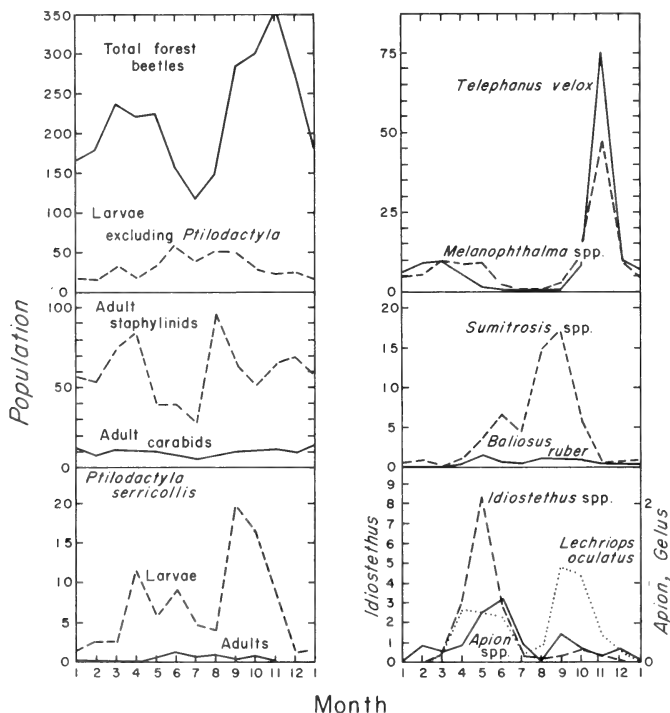 Population
350
300
250
200
150
100
50
0
Total forest
beetles
Larvae
excluding Ptilodactyla
100
50
0
Adult
staphylinids
Adult carabids
20
15
10
5
0
Ptilodactyla
serricollis
Larvae
Adults
1 2 3 4 5 6 7 8 9 10 11 12 1
75
50
25
0
Telephanus velox
Melanophthalma spp.
20
15
10
5
0
Sumitrosis spp.
Baliosus
ruber
Idiostethus
9
8
7
6
5
4
3
2
1
0
Idiostethus spp.
Lechriops
oculatus
Apion
spp.
2
1
0
Apion, Gelus
1 2 3 4 5 6 7 8 9 10 11 12 1
Month